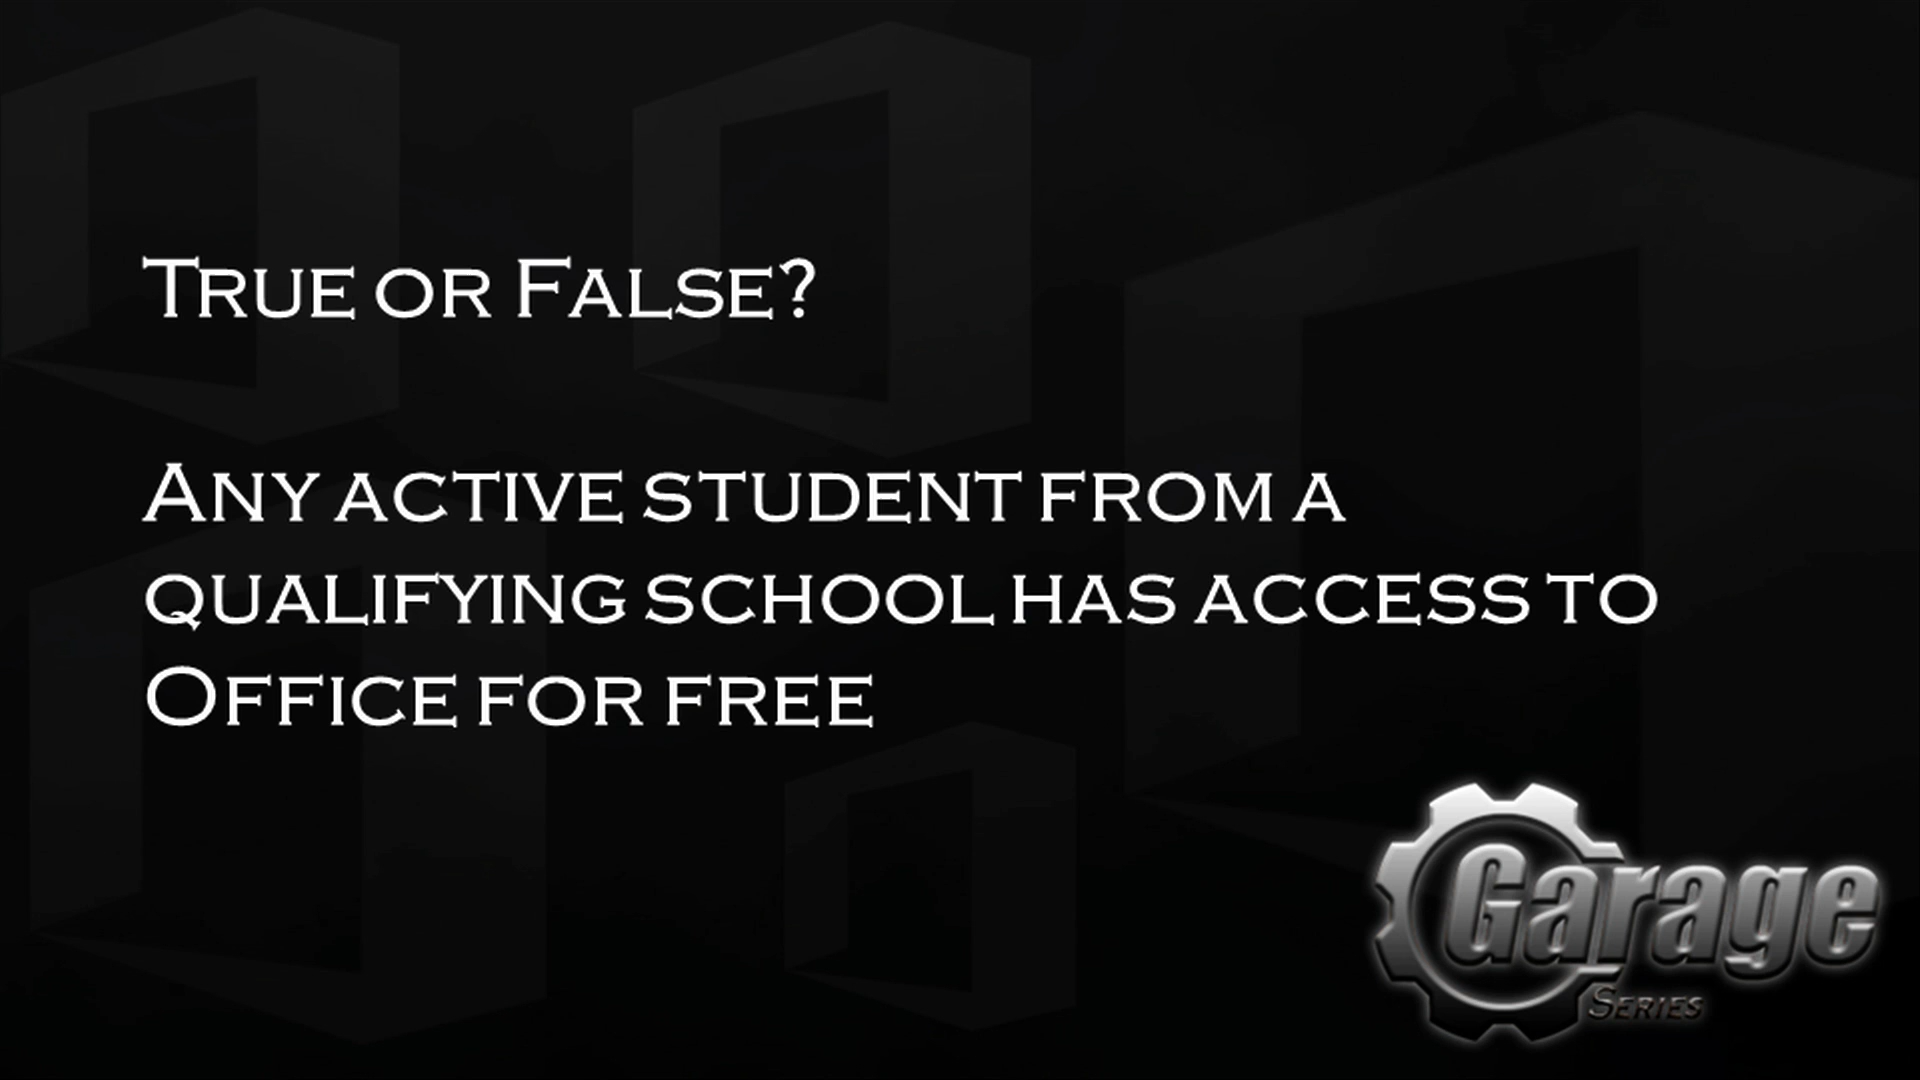 True or False?
Any active student from a
qualifying school has access to
Office for free
Garage
Series